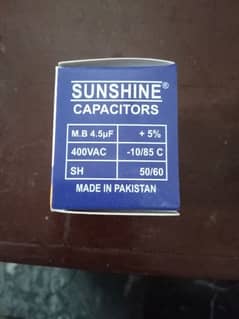 SUNSHINE®
CAPACITORS
M.B 4.5µF + 5%
400VAC -10/85 C
SH 50/60
MADE IN PAKISTAN